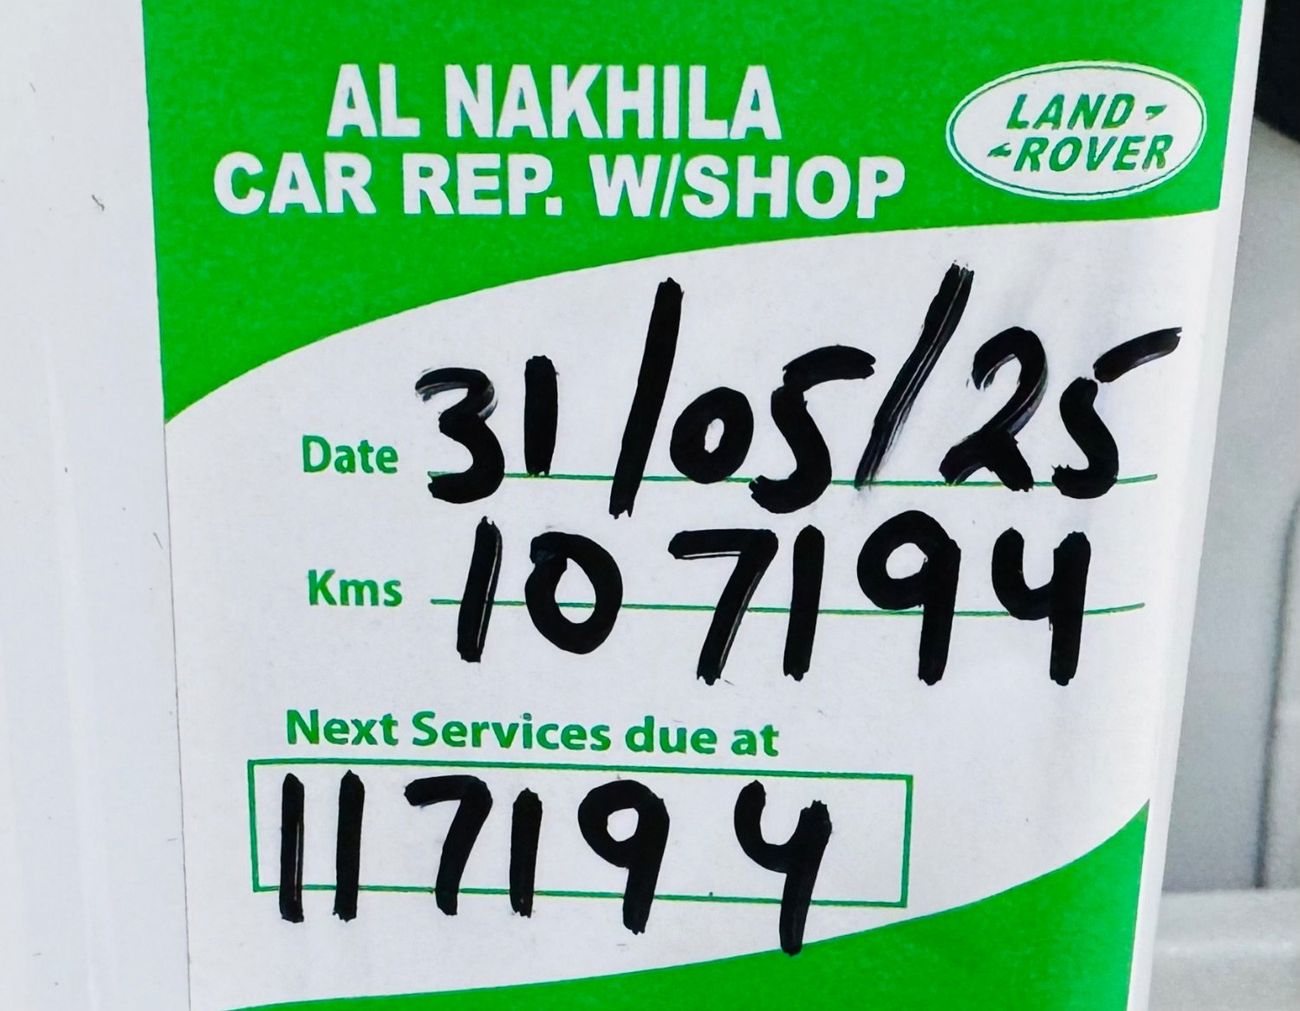 AL NAKHILA
CAR REP. W/SHOP
LAND-
-ROVER
Date 31/05/25
Kms 107194
Next Services due at
117194